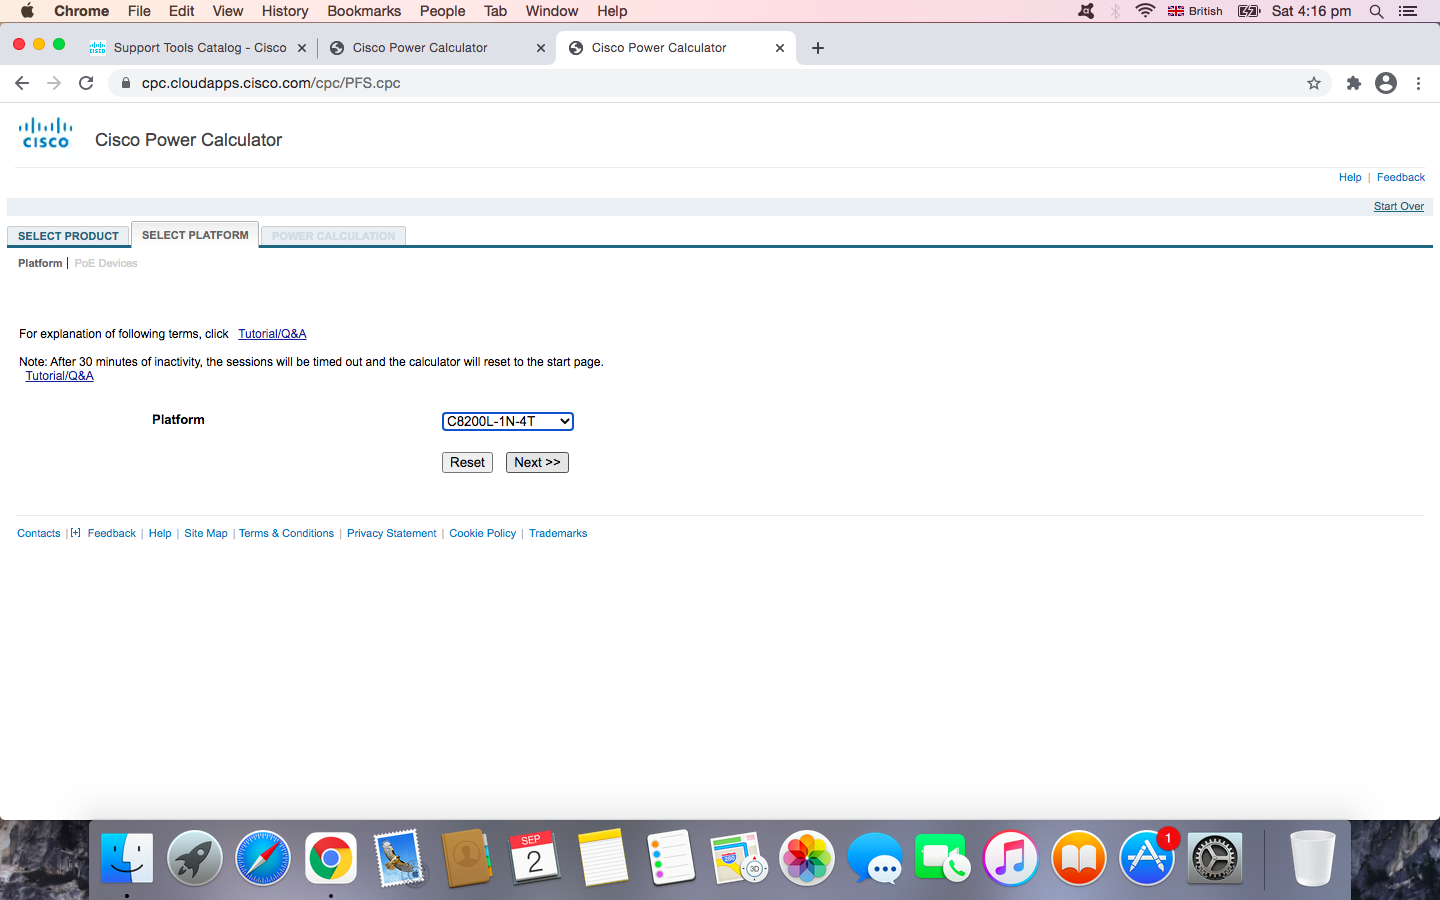 Chrome File Edit View History Bookmarks People Tab Window Help British Sat 4:16 pm
Support Tools Catalog - Cisco Cisco Power Calculator Cisco Power Calculator
cpc.cloudapps.cisco.com/cpc/PFS.cpc
CISCO Cisco Power Calculator
Help | Feedback
Start Over
SELECT PRODUCT SELECT PLATFORM POWER CALCULATION
Platform | PoE Devices
For explanation of following terms, click Tutorial/Q&A
Note: After 30 minutes of inactivity, the sessions will be timed out and the calculator will reset to the start page.
Tutorial/Q&A
Platform C8200L-1N-4T
Reset Next >>
Contacts | [+] Feedback | Help | Site Map | Terms & Conditions | Privacy Statement | Cookie Policy | Trademarks
SEP
2
280
3D
1